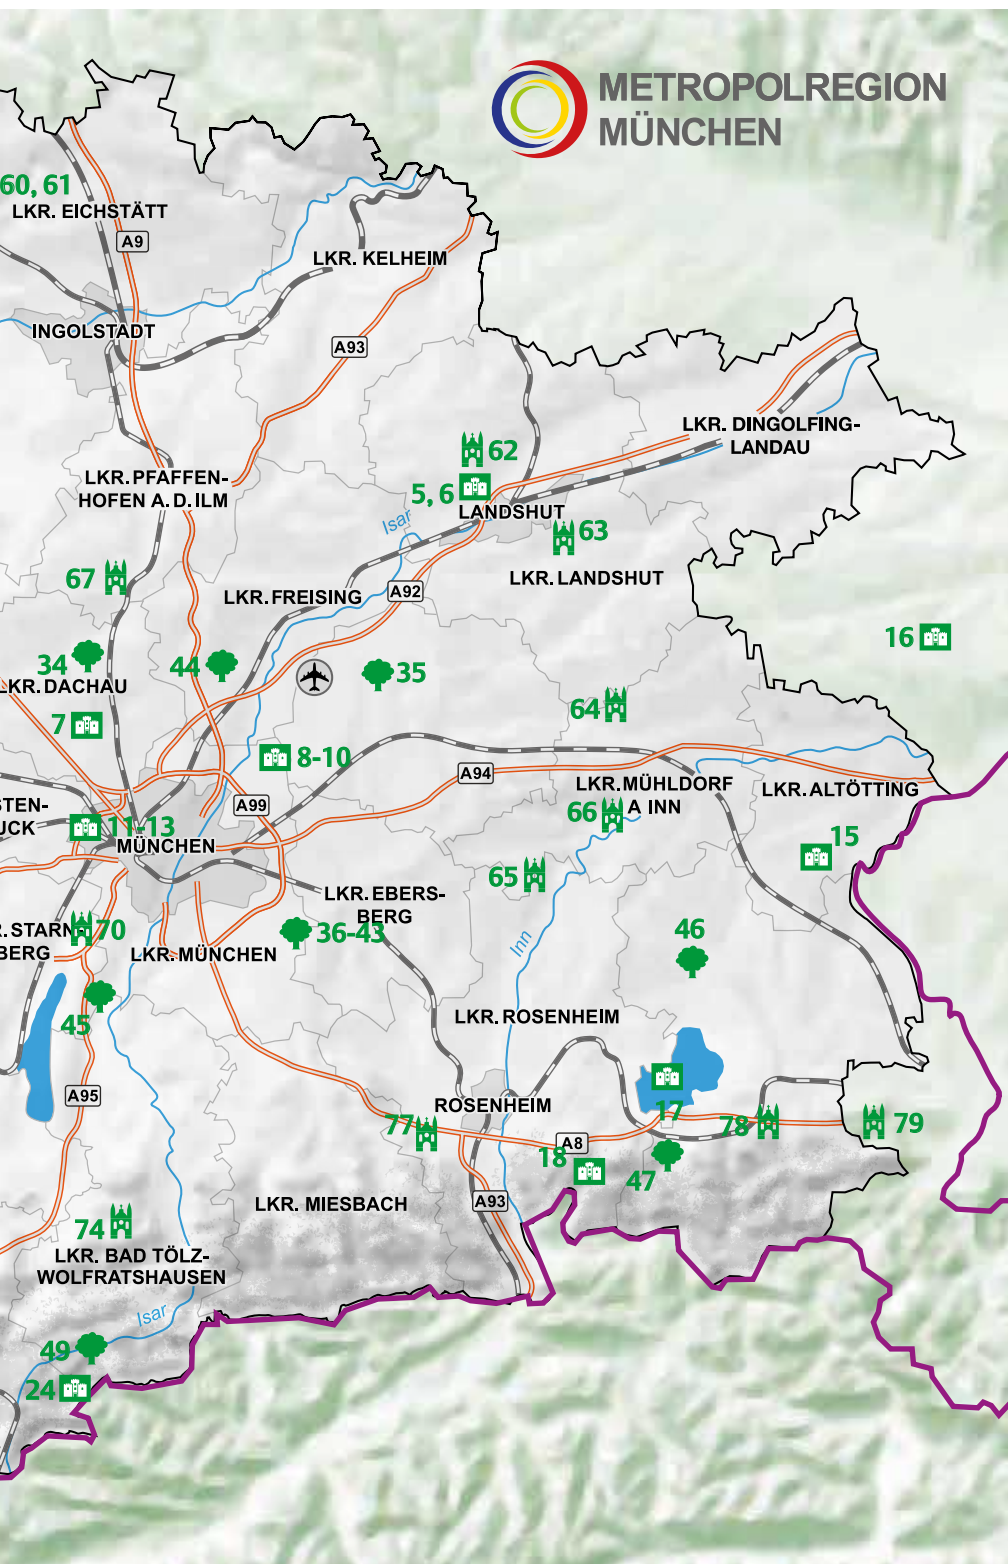 METROPOLREGION
MÜNCHEN
60, 61
LKR. EICHSTÄTT
A9
LKR. KELHEIM
INGOLSTADT
A93
LKR. DINGOLFING-
LANDAU
62
LKR. PFAFFEN-
HOFEN A. D. ILM
5, 6
LANDSHUT
Isar
63
67
LKR. LANDSHUT
LKR. FREISING
A92
16
34
44
35
LKR. DACHAU
64
7
8-10
A94
LKR. MÜHLDORF
A INN
LKR. ALTÖTTING
A99
STEN-
UCK
11-13
66
MÜNCHEN
15
65
LKR. EBERS-
BERG
R. STARN
BERG
70
36-43
46
LKR. MÜNCHEN
Inn
45
LKR. ROSENHEIM
A95
ROSENHEIM
17
77
78
79
A8
18
47
LKR. MIESBACH
A93
74
LKR. BAD TÖLZ-
WOLFRATSHAUSEN
Isar
49
24